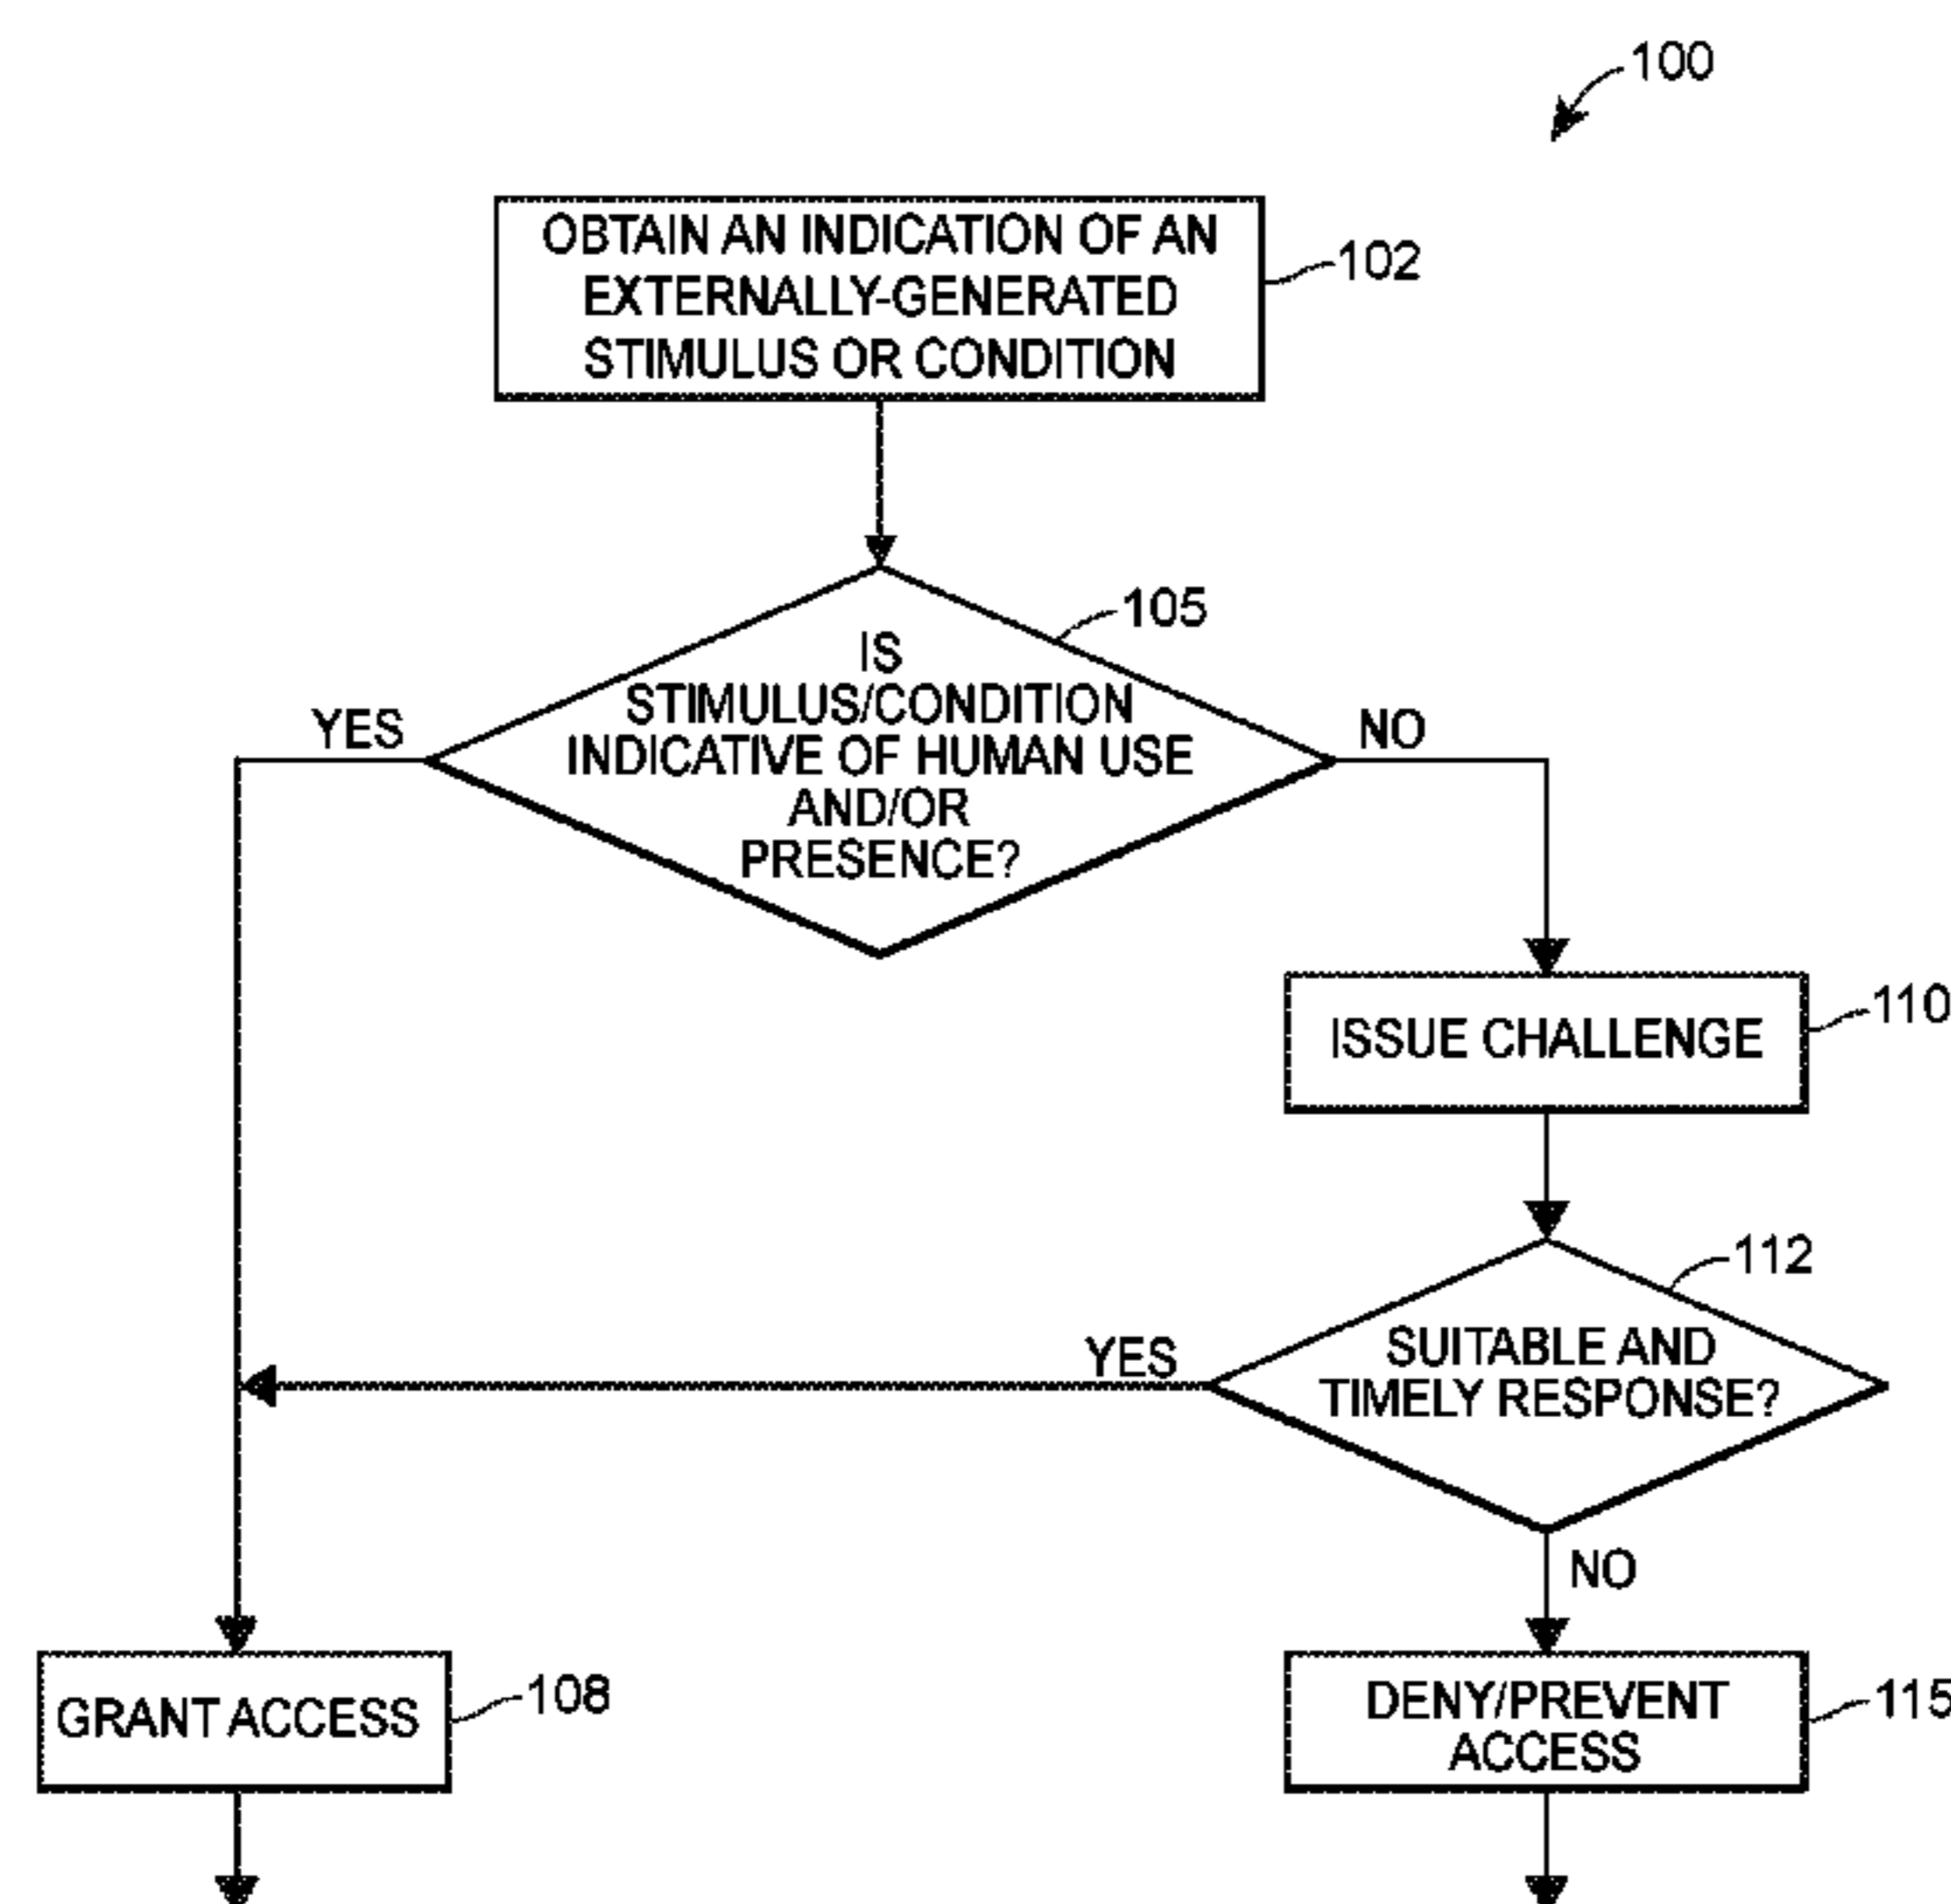 100
OBTAIN AN INDICATION OF AN
EXTERNALLY-GENERATED
STIMULUS OR CONDITION
102
105
IS
STIMULUS/CONDITION
INDICATIVE OF HUMAN USE
AND/OR
PRESENCE?
YES
NO
ISSUE CHALLENGE
110
112
SUITABLE AND
TIMELY RESPONSE?
YES
NO
GRANT ACCESS
108
DENY/PREVENT
ACCESS
115